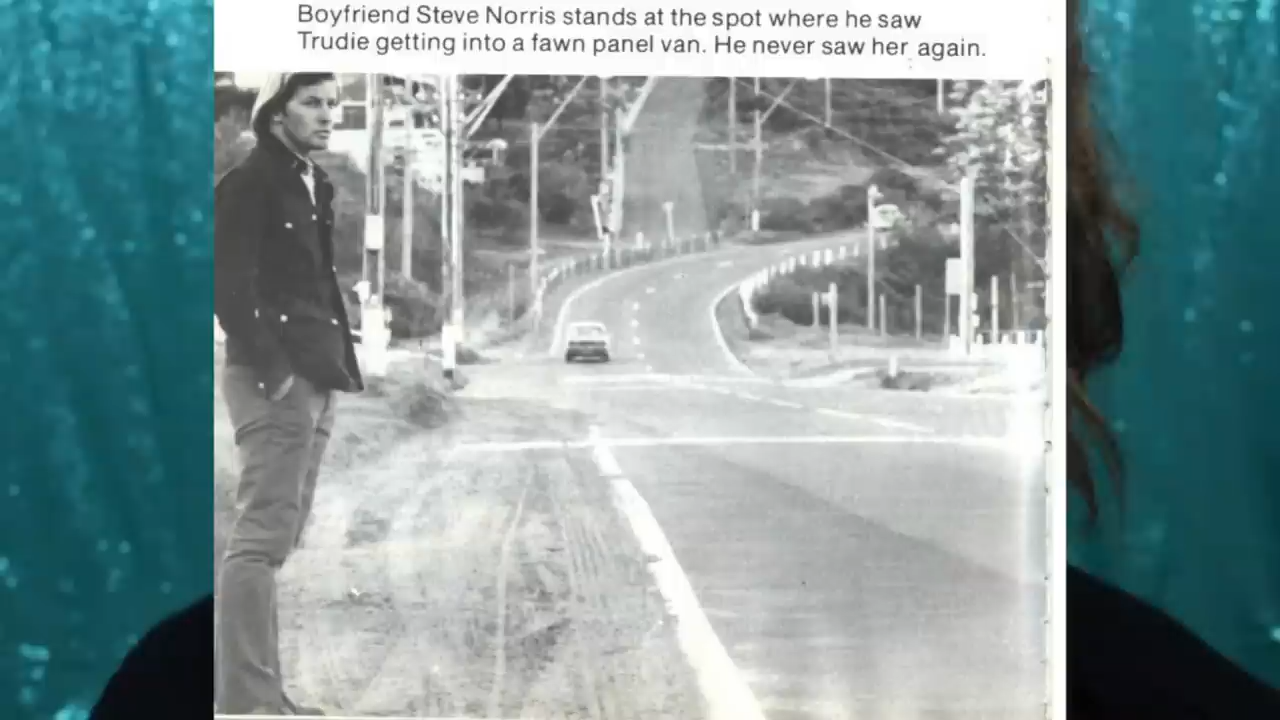 Boyfriend Steve Norris stands at the spot where he saw
Trudie getting into a fawn panel van. He never saw her again.